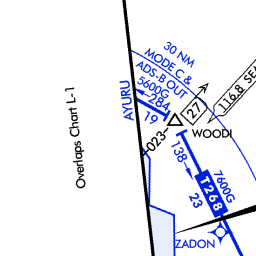 30 NM
MODE C &
ADS-B OUT
5600G
284
19
AYURU
27
116.8 SEA
WOODI
023
138
7600G
T268
23
ZADON
Overlaps Chart L-1